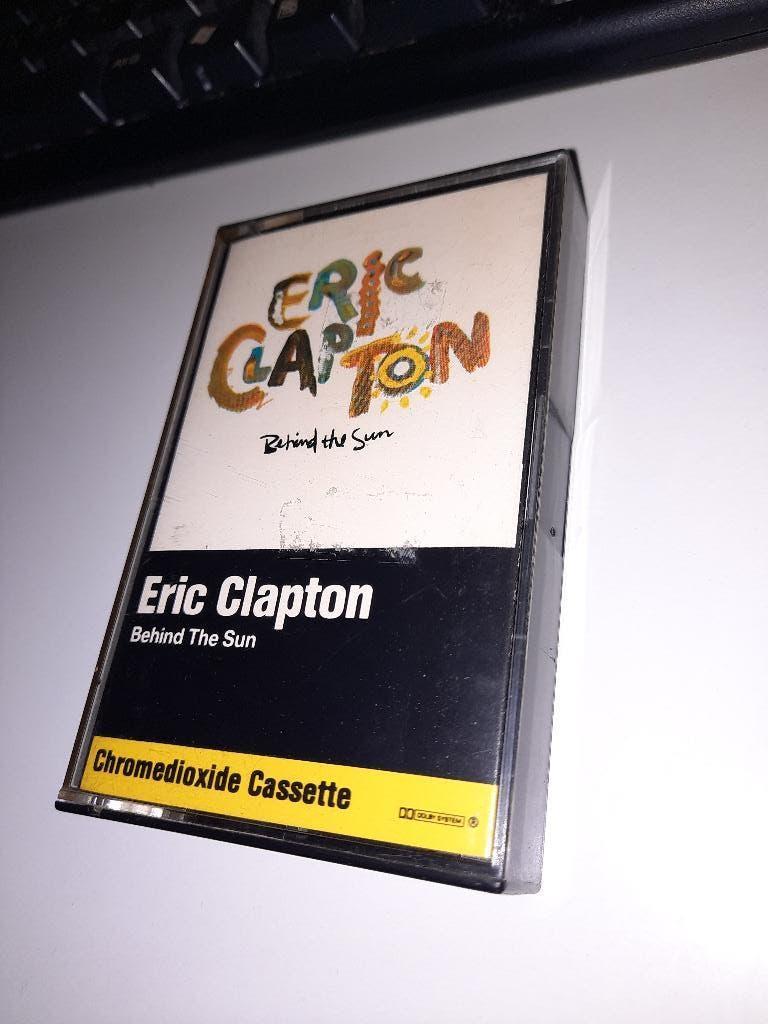 ERIC
CLAPTON
Behind the Sun
Eric Clapton
Behind The Sun
Chromedioxide Cassette
DOLBY SYSTEM ®